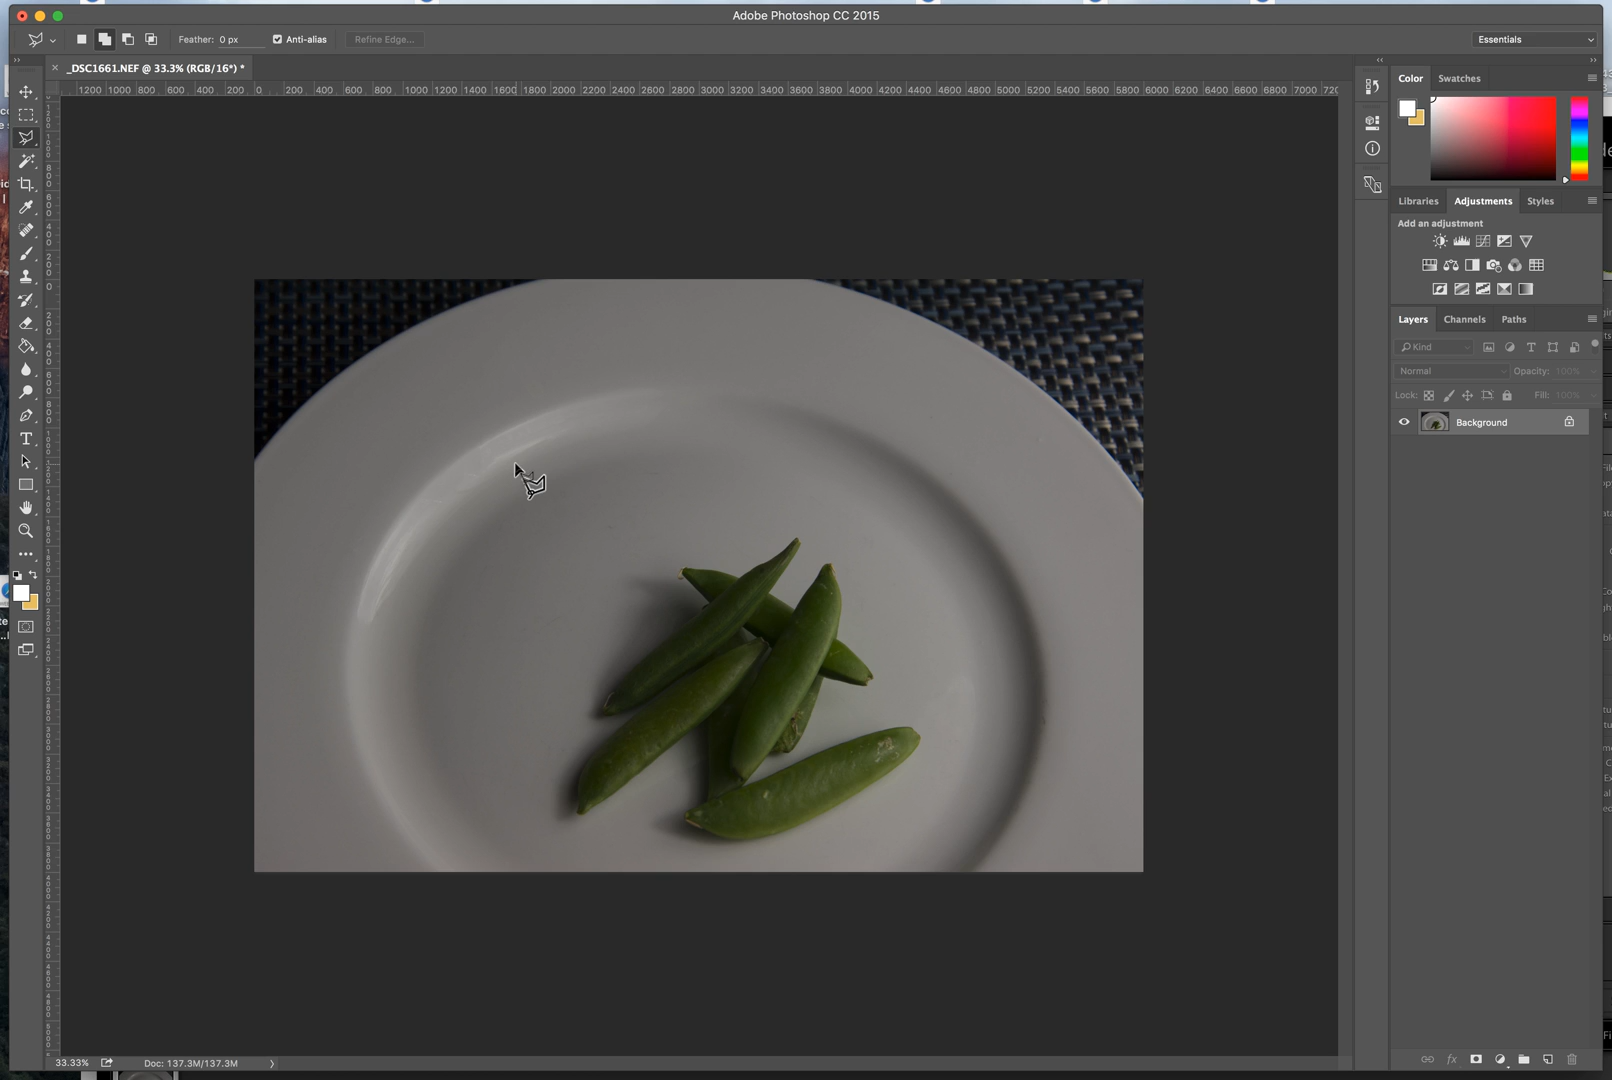 Adobe Photoshop CC 2015
Feather: 0 px
Anti-alias
Refine Edge...
Essentials
_DSC1661.NEF @ 33.3% (RGB/16*) *
1200 1000 800 600 400 200 0 200 400 600 800 1000 1200 1400 1600 1800 2000 2200 2400 2600 2800 3000 3200 3400 3600 3800 4000 4200 4400 4600 4800 5000 5200 5400 5600 5800 6000 6200 6400 6600 6800 7000 720
Color
Swatches
Libraries
Adjustments
Styles
Add an adjustment
Layers
Channels
Paths
Kind
Normal
Opacity: 100%
Lock:
Fill: 100%
Background
33.33%
Doc: 137.3M/137.3M